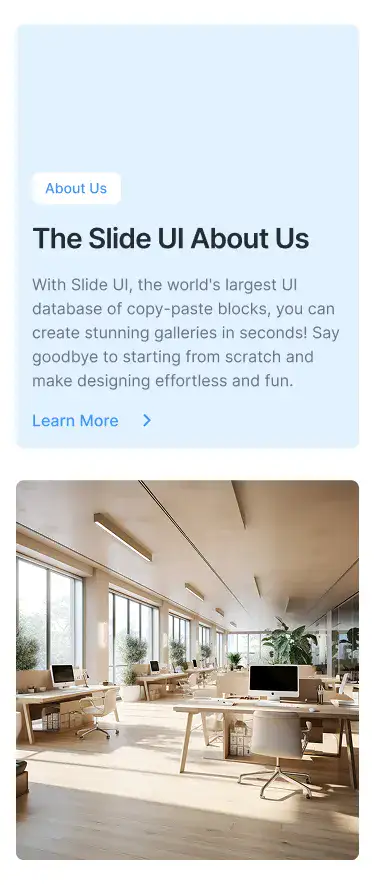 About Us
The Slide UI About Us
With Slide UI, the world's largest UI
database of copy-paste blocks, you can
create stunning galleries in seconds! Say
goodbye to starting from scratch and
make designing effortless and fun.
Learn More